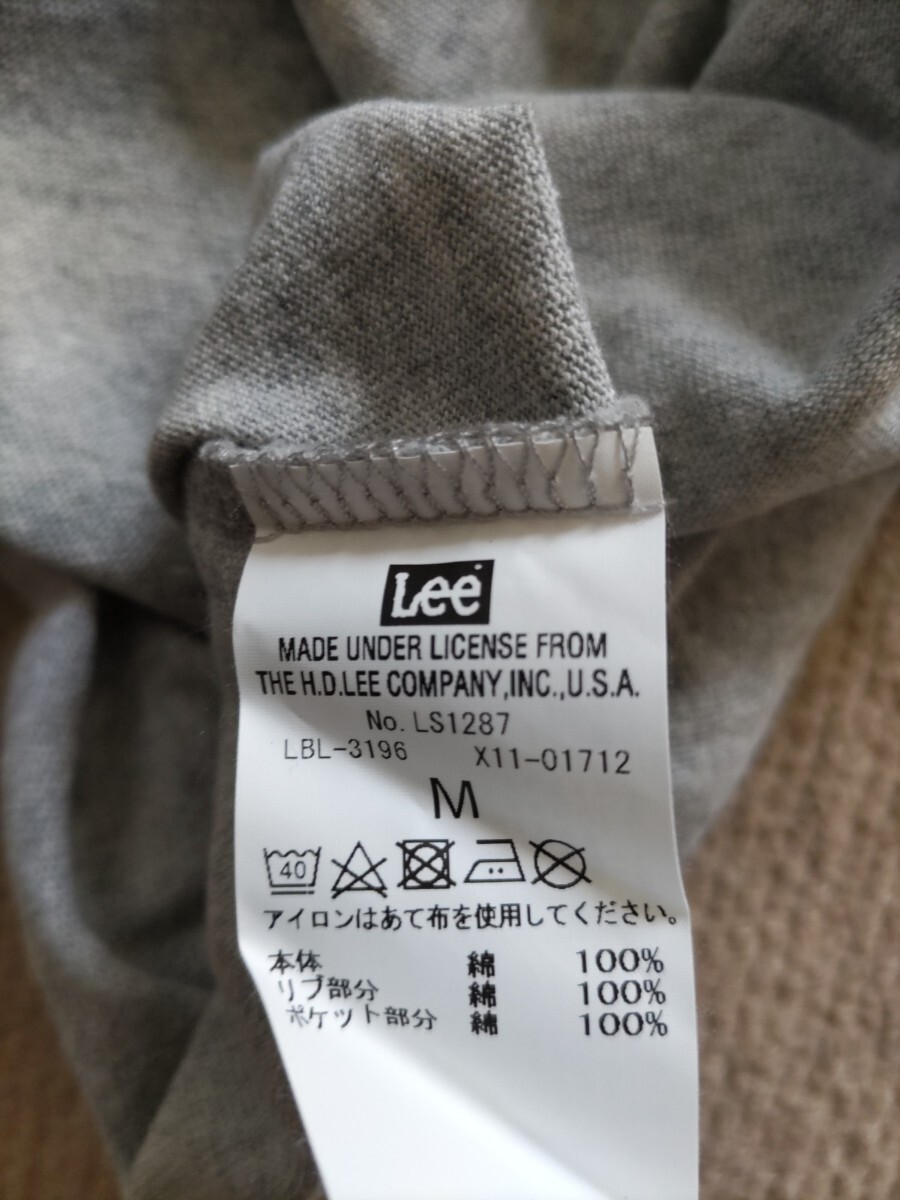 Lee
MADE UNDER LICENSE FROM
THE H.D.LEE COMPANY,INC.,U.S.A.
No. LS1287
LBL-3196 X11-01712
M
40
アイロンはあて布を使用してください。
本体 綿 100%
リブ部分 綿 100%
ポケット部分 綿 100%